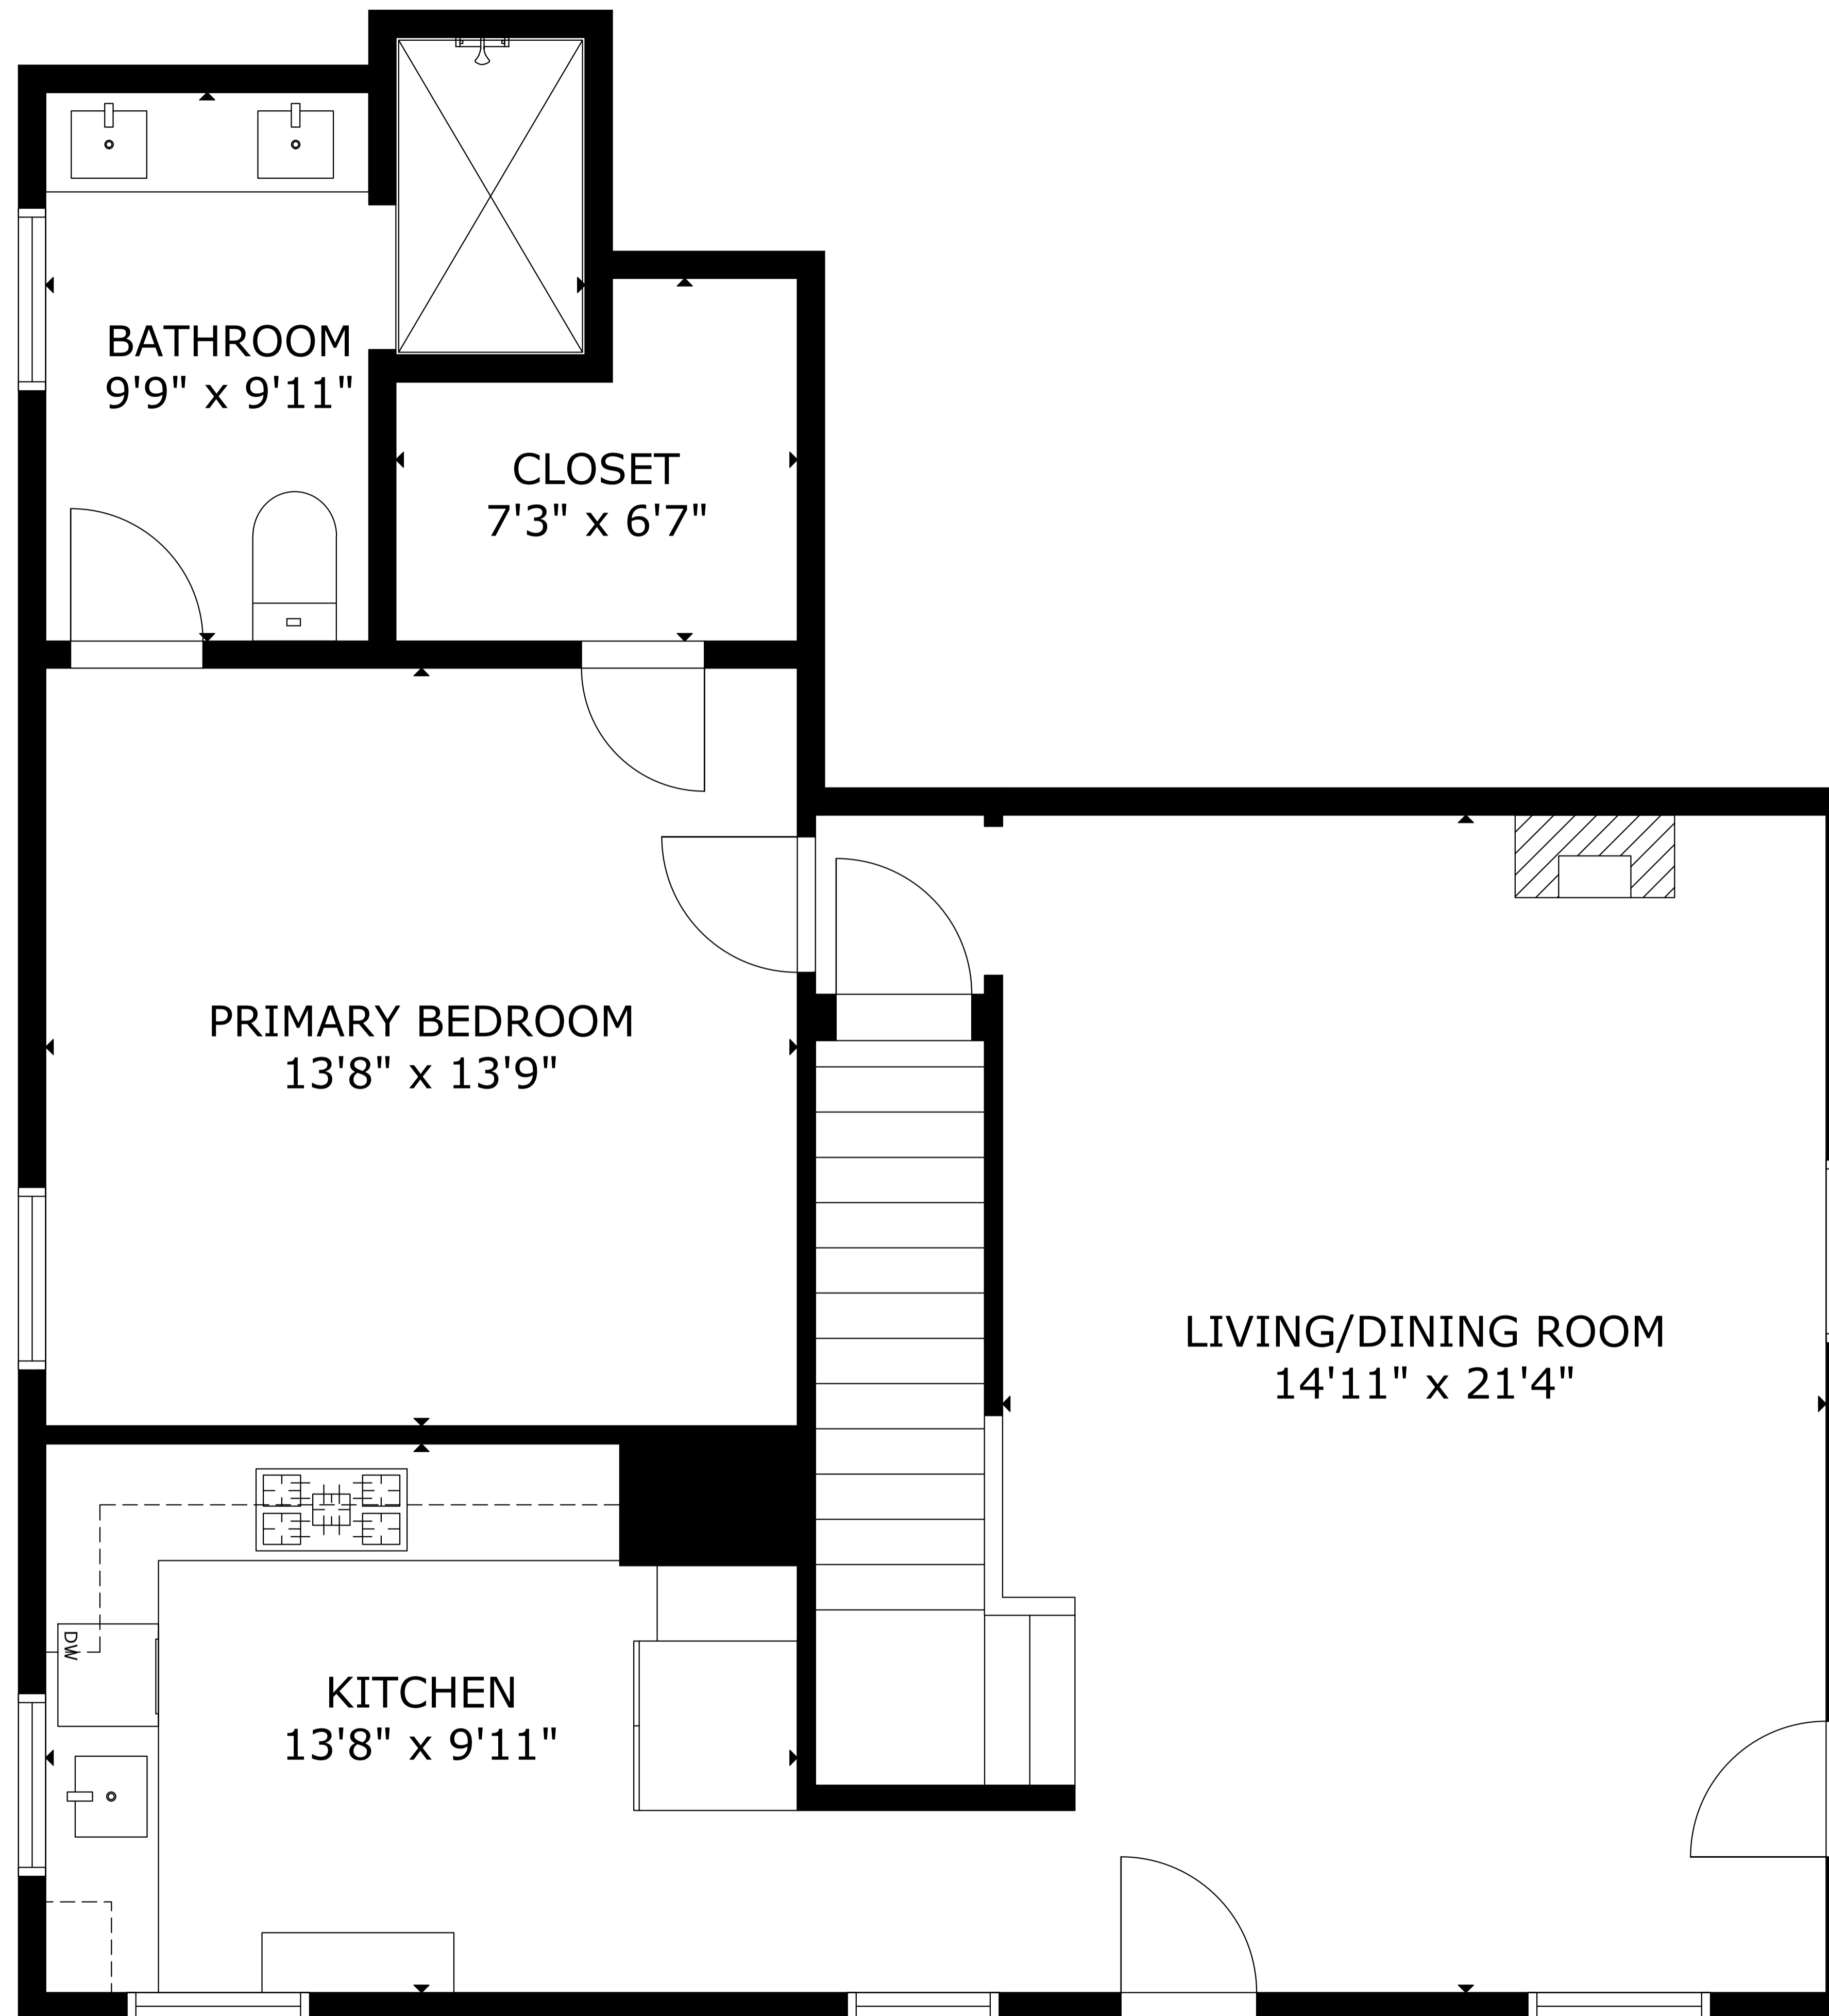 BATHROOM
9'9" x 9'11"
CLOSET
7'3" x 6'7"
PRIMARY BEDROOM
13'8" x 13'9"
LIVING/DINING ROOM
14'11" x 21'4"
DW
KITCHEN
13'8" x 9'11"